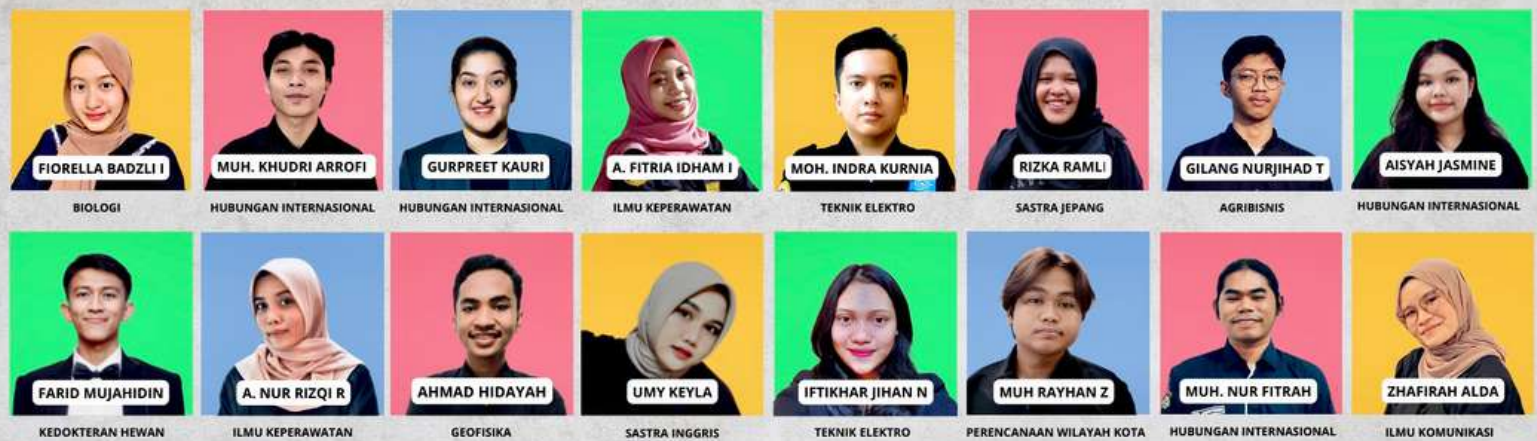 FIORELLA BADZLI I
MUH. KHUDRI ARROFI
GURPREET KAURI
A. FITRIA IDHAM I
MOH. INDRA KURNIA
RIZKA RAMLI
GILANG NURJIHAD T
AISYAH JASMINE
BIOLOGI
HUBUNGAN INTERNASIONAL
HUBUNGAN INTERNASIONAL
ILMU KEPERAWATAN
TEKNIK ELEKTRO
SASTRA JEPANG
AGRIBISNIS
HUBUNGAN INTERNASIONAL
FARID MUJAHIDIN
A. NUR RIZQI R
AHMAD HIDAYAH
UMY KEYLA
IFTIKHAR JIHAN N
MUH RAYHAN Z
MUH. NUR FITRAH
ZHAFIRAH ALDA
KEDOKTERAN HEWAN
ILMU KEPERAWATAN
GEOFISIKA
SASTRA INGGRIS
TEKNIK ELEKTRO
PERENCANAAN WILAYAH KOTA
HUBUNGAN INTERNASIONAL
ILMU KOMUNIKASI